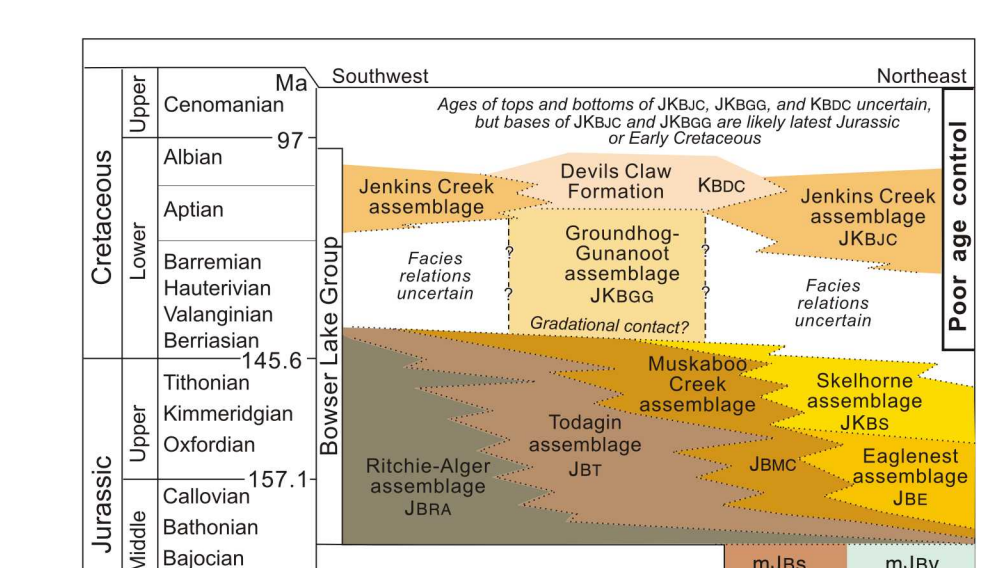 Ma
Southwest
Northeast
Upper
Cenomanian
97
Ages of tops and bottoms of JKBJC, JKBGG, and KBDC uncertain,
but bases of JKBJC and JKBGG are likely latest Jurassic
or Early Cretaceous
Poor age control
Cretaceous
Lower
Albian
Aptian
Barremian
Hauterivian
Valanginian
Berriasian
145.6
Bowser Lake Group
Jenkins Creek
assemblage
Devils Claw
Formation
KBDC
Jenkins Creek
assemblage
JKBJC
Groundhog-
Gunanoot
assemblage
JKBGG
Gradational contact?
?
?
?
?
Facies
relations
uncertain
Facies
relations
uncertain
Jurassic
Upper
Tithonian
Kimmeridgian
Oxfordian
157.1
Middle
Callovian
Bathonian
Bajocian
Muskaboo
Creek
assemblage
JBMC
Skelhorne
assemblage
JKBS
Todagin
assemblage
JBT
Eaglenest
assemblage
JBE
Ritchie-Alger
assemblage
JBRA
mJBs
mJBv